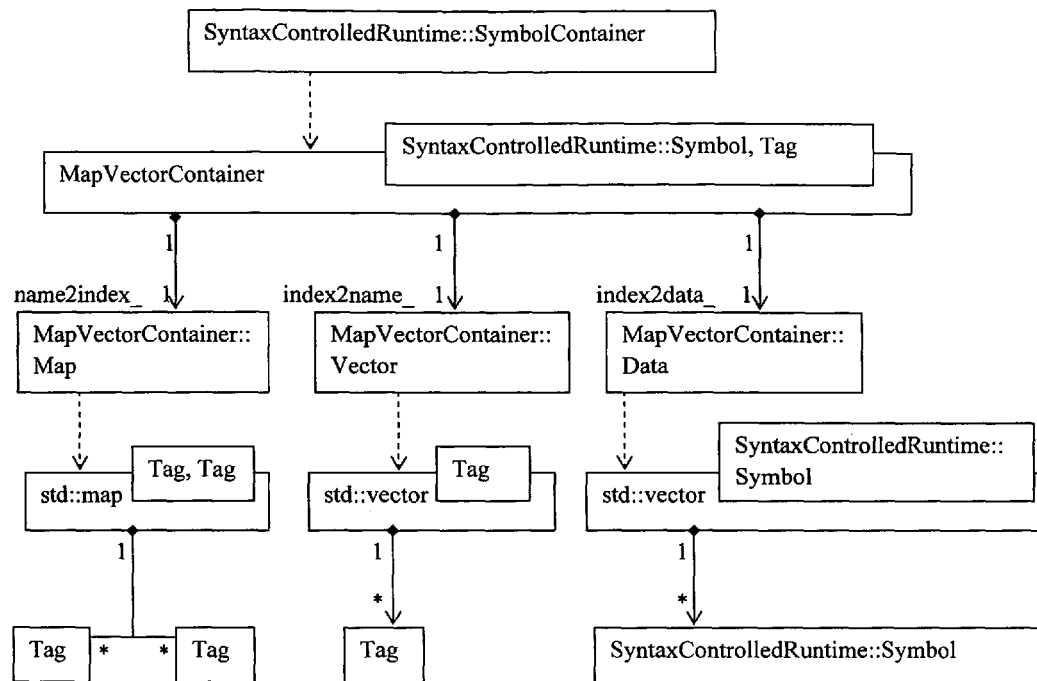 SyntaxControlledRuntime::SymbolContainer
SyntaxControlledRuntime::Symbol, Tag
MapVectorContainer
1
1
1
name2index_ 1
index2name_ 1
index2data_ 1
MapVectorContainer::
Map
MapVectorContainer::
Vector
MapVectorContainer::
Data
Tag, Tag
std::map
Tag
std::vector
SyntaxControlledRuntime::
Symbol
std::vector
1
1
1
*
*
Tag
*
*
Tag
Tag
SyntaxControlledRuntime::Symbol